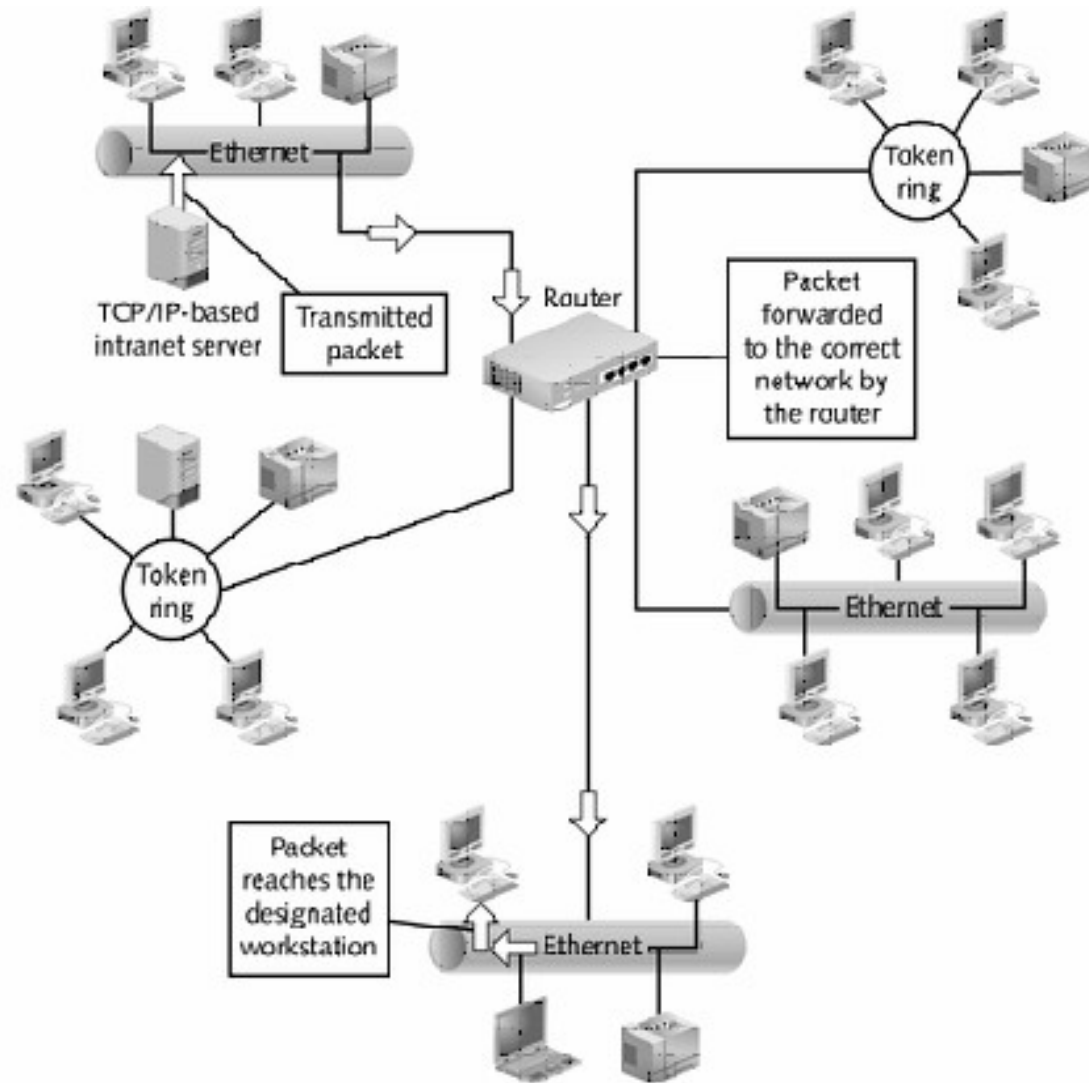 Ethernet
TCP/IP-based
intranet server
Transmitted
packet
Router
Token
ring
Packet
forwarded
to the correct
network by
the router
Token
ring
Ethernet
Packet
reaches the
designated
workstation
Ethernet